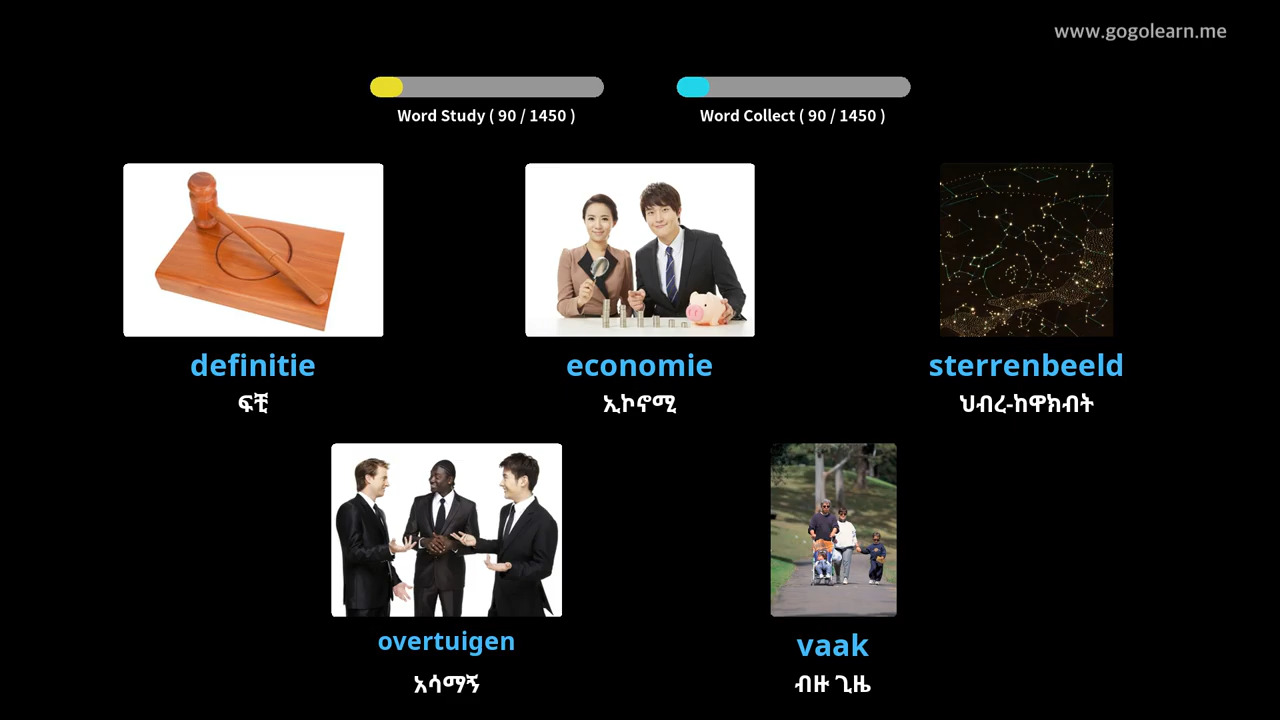 www.gogolearn.me
Word Study ( 90 / 1450 )
Word Collect ( 90 / 1450 )
definitie
ፍቺ
economie
ኢኮኖሚ
sterrenbeeld
ህብረ-ከዋክብት
overtuigen
አሳማኝ
vaak
ብዙ ጊዜ